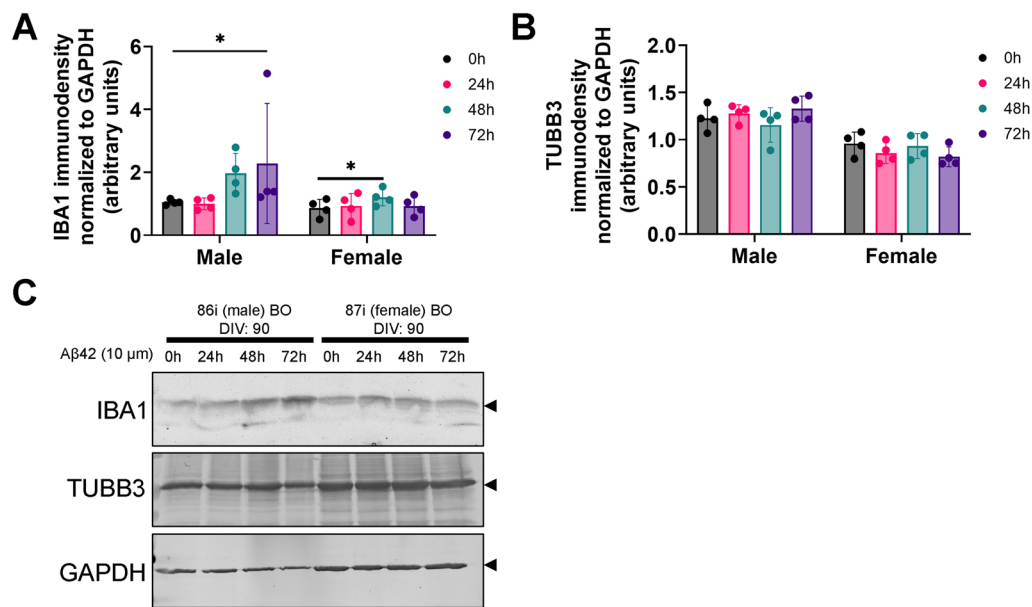 A
IBA1 immunodensity
normalized to GAPDH
(arbitrary units)
6
4
2
0
*
*
Male
Female
0h
24h
48h
72h
B
TUBB3
immunodensity
normalized to GAPDH
(arbitrary units)
2.0
1.5
1.0
0.5
0.0
Male
Female
0h
24h
48h
72h
C
86i (male) BO
DIV: 90
87i (female) BO
DIV: 90
Aβ42 (10 μm) 0h 24h 48h 72h 0h 24h 48h 72h
IBA1
TUBB3
GAPDH